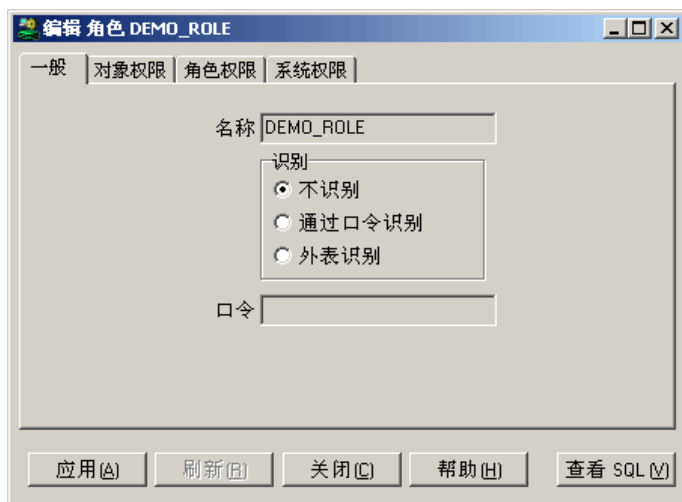 编辑 角色 DEMO_ROLE
一般 对象权限 角色权限 系统权限
名称 DEMO_ROLE
识别
不识别
通过口令识别
外表识别
口令
应用(A) 刷新(R) 关闭(C) 帮助(H) 查看 SQL(V)